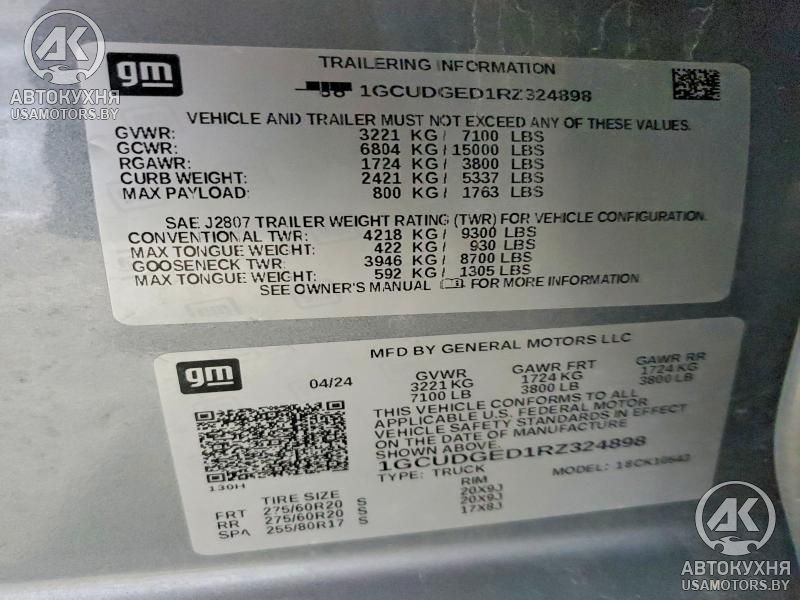 AK
АВТОКУХНЯ
USAMOTORS.BY
gm
TRAILERING INFORMATION
1GCUDGED1RZ324898
VEHICLE AND TRAILER MUST NOT EXCEED ANY OF THESE VALUES.
GVWR: 3221 KG/ 7100 LBS
GCWR: 6804 KG/ 15000 LBS
RGAWR: 1724 KG/ 3800 LBS
CURB WEIGHT: 2421 KG/ 5337 LBS
MAX PAYLOAD: 800 KG/ 1763 LBS
SAE J2807 TRAILER WEIGHT RATING (TWR) FOR VEHICLE CONFIGURATION.
CONVENTIONAL TWR: 4218 KG/ 9300 LBS
MAX TONGUE WEIGHT: 422 KG/ 930 LBS
GOOSENECK TWR: 3946 KG/ 8700 LBS
MAX TONGUE WEIGHT: 592 KG/ 1305 LBS
SEE OWNER'S MANUAL FOR MORE INFORMATION
gm
MFD BY GENERAL MOTORS LLC
04/24
GVWR GAWR FRT GAWR RR
3221 KG 1724 KG 1724 KG
7100 LB 3800 LB 3800 LB
THIS VEHICLE CONFORMS TO ALL
APPLICABLE U.S. FEDERAL MOTOR
VEHICLE SAFETY STANDARDS IN EFFECT
ON THE DATE OF MANUFACTURE
SHOWN ABOVE.
1GCUDGED1RZ324898
TYPE: TRUCK MODEL: 18CK10543
130H
TIRE SIZE RIM
FRT 275/60R20 S 20X9J
RR 275/60R20 S 20X9J
SPA 255/80R17 S 17X8J
AK
АВТОКУХНЯ
USAMOTORS.BY